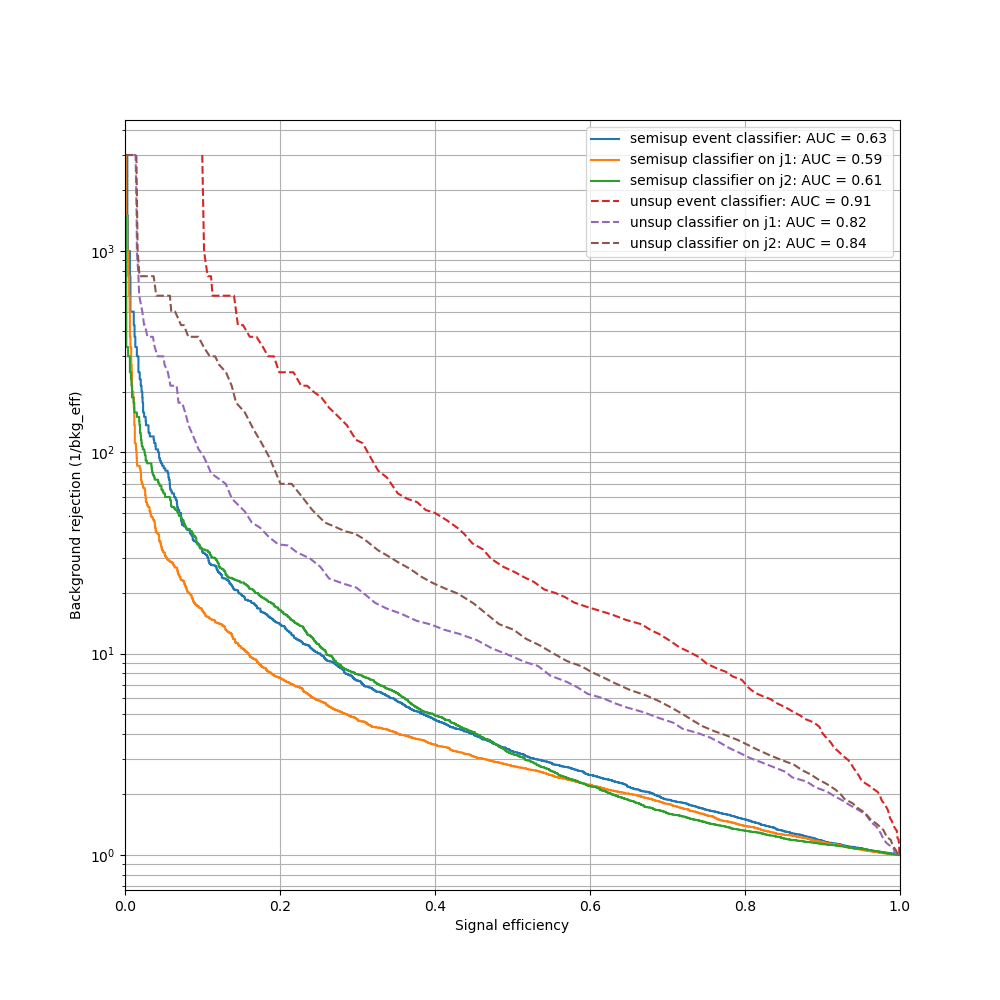 semisup event classifier: AUC = 0.63
semisup classifier on j1: AUC = 0.59
semisup classifier on j2: AUC = 0.61
unsup event classifier: AUC = 0.91
unsup classifier on j1: AUC = 0.82
unsup classifier on j2: AUC = 0.84
Background rejection (1/bkg_eff)
10³
10²
10¹
10⁰
0.0 0.2 0.4 0.6 0.8 1.0
Signal efficiency